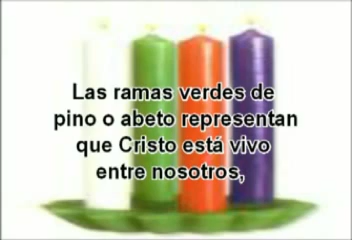 Las ramas verdes de
pino o abeto representan
que Cristo está vivo
entre nosotros,